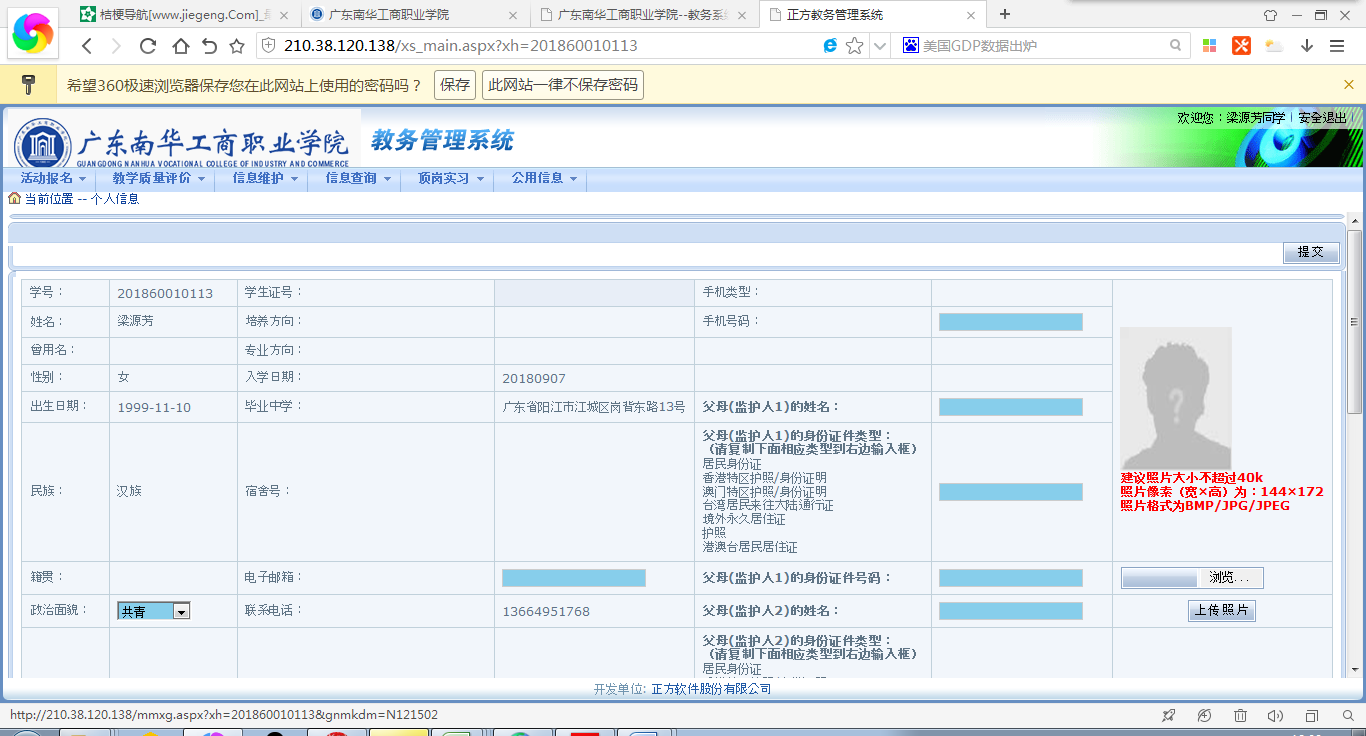 桔梗导航[www.jiegeng.Com]_
广东南华工商职业学院
广东南华工商职业学院--教务系
正方教务管理系统
210.38.120.138/xs_main.aspx?xh=201860010113
美国GDP数据出炉
希望360极速浏览器保存您在此网站上使用的密码吗？
保存
此网站一律不保存密码
广东南华工商职业学院
GUANGDONG NANHUA VOCATIONAL COLLEGE OF INDUSTRY AND COMMERCE
教务管理系统
欢迎您：梁源芳同学 | 安全退出
活动报名 教学质量评价 信息维护 信息查询 顶岗实习 公用信息
当前位置 -- 个人信息
提交
学号： 201860010113 学生证号： 手机类型：
姓名： 梁源芳 培养方向： 手机号码：
曾用名： 专业方向：
性别： 女 入学日期： 20180907
出生日期： 1999-11-10 毕业中学： 广东省阳江市江城区岗背东路13号 父母(监护人1)的姓名：
民族： 汉族 宿舍号：
父母(监护人1)的身份证件类型：
（请复制下面相应类型到右边输入框）
居民身份证
香港特区护照/身份证明
澳门特区护照/身份证明
台湾居民来往大陆通行证
境外永久居住证
护照
港澳台居民居住证
建议照片大小不超过40k
照片像素（宽×高）为：144×172
照片格式为BMP/JPG/JPEG
籍贯： 电子邮箱： 父母(监护人1)的身份证件号码： 浏览...
政治面貌： 共青 联系电话： 13664951768 父母(监护人2)的姓名： 上传照片
父母(监护人2)的身份证件类型：
（请复制下面相应类型到右边输入框）
居民身份证
开发单位: 正方软件股份有限公司
http://210.38.120.138/mmxg.aspx?xh=201860010113&gnmkdm=N121502